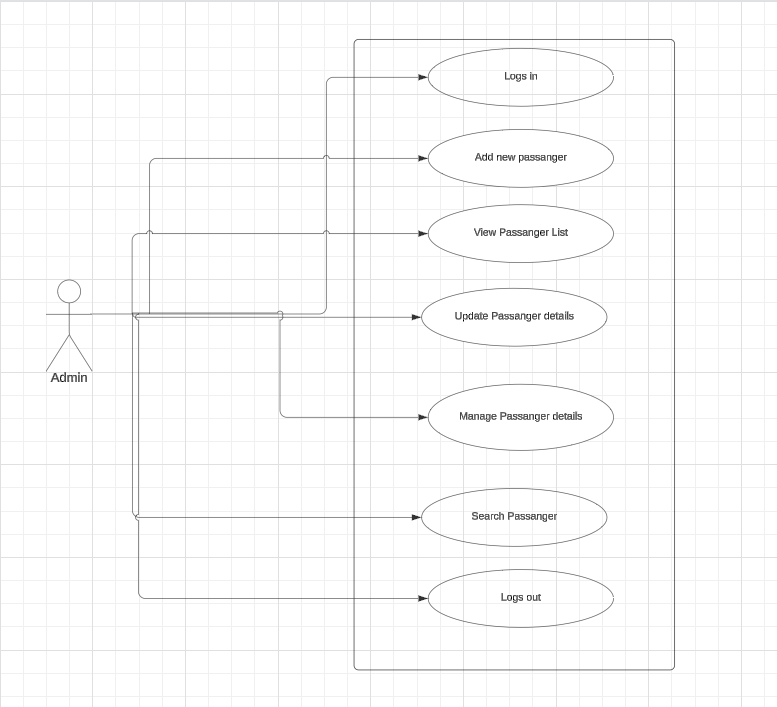 Logs in
Add new passanger
View Passanger List
Update Passanger details
Admin
Manage Passanger details
Search Passanger
Logs out